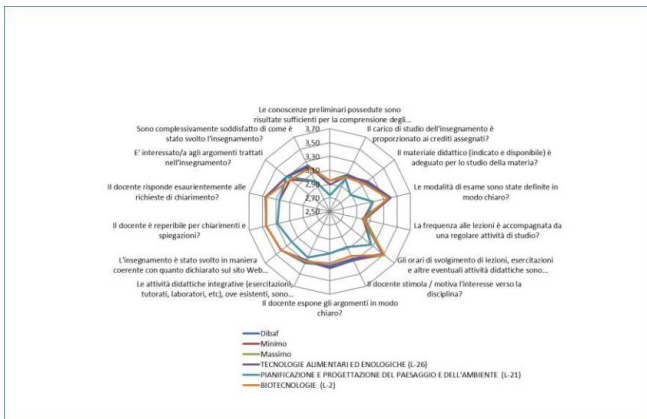 Le conoscenze preliminari possedute sono
risultate sufficienti per la comprensione degli...
Sono complessivamente soddisfatto di come è
stato svolto l'insegnamento?
Il carico di studio dell'insegnamento è
proporzionato ai crediti assegnati?
E' interessato/a agli argomenti trattati
nell'insegnamento?
Il materiale didattico (indicato e disponibile) è
adeguato per lo studio della materia?
Il docente risponde esaurientemente alle
richieste di chiarimento?
Le modalità di esame sono state definite in
modo chiaro?
Il docente è reperibile per chiarimenti e
spiegazioni?
La frequenza alle lezioni è accompagnata da
una regolare attività di studio?
L'insegnamento è stato svolto in maniera
coerente con quanto dichiarato sul sito Web...
Gli orari di svolgimento di lezioni, esercitazioni
e altre eventuali attività didattiche sono...
Le attività didattiche integrative (esercitazioni,
tutorati, laboratori, etc), ove esistenti, sono...
Il docente stimola / motiva l'interesse verso la
disciplina?
Il docente espone gli argomenti in modo
chiaro?
3,70
3,50
3,30
3,10
2,90
2,70
2,50
Dibaf
Minimo
Massimo
TECNOLOGIE ALIMENTARI ED ENOLOGICHE (L-26)
PIANIFICAZIONE E PROGETTAZIONE DEL PAESAGGIO E DELL'AMBIENTE (L-21)
BIOTECNOLOGIE (L-2)